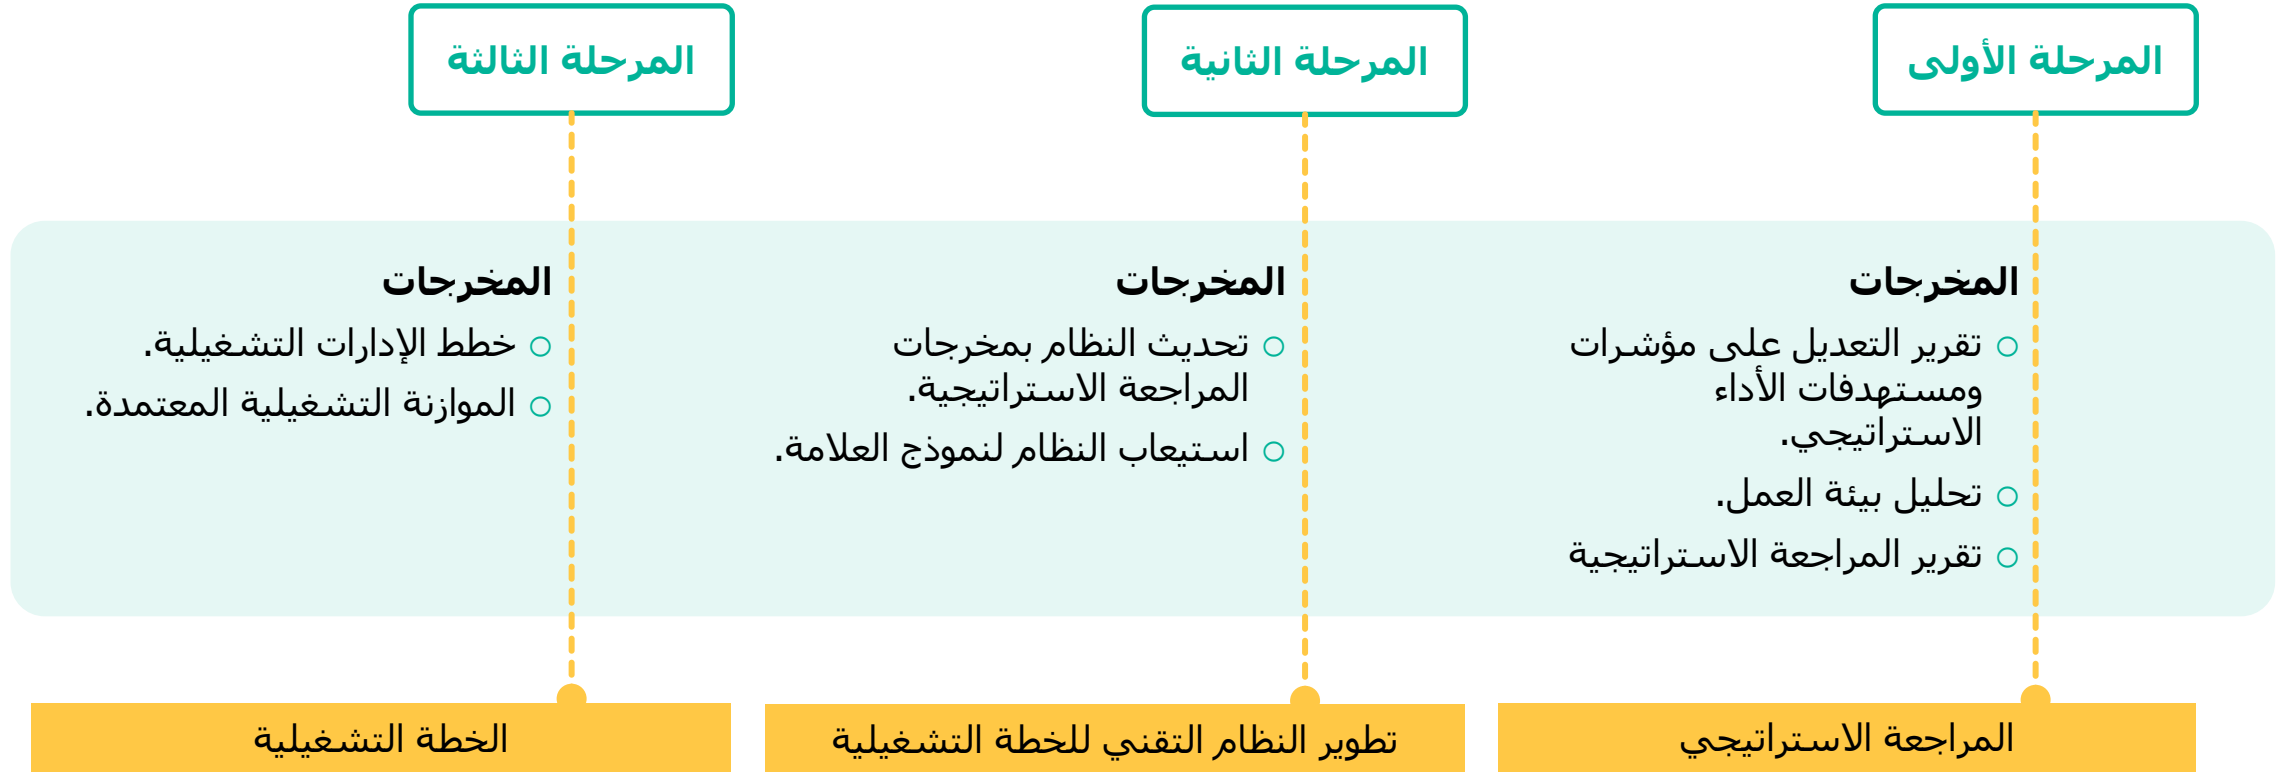 المرحلة الأولى
المرحلة الثانية
المرحلة الثالثة
المخرجات
تقرير التعديل على مؤشرات
ومستهدفات الأداء
الاستراتيجي.
تحليل بيئة العمل.
تقرير المراجعة الاستراتيجية
المخرجات
تحديث النظام بمخرجات
المراجعة الاستراتيجية.
استيعاب النظام لنموذج العلامة.
المخرجات
خطط الإدارات التشغيلية.
الموازنة التشغيلية المعتمدة.
المراجعة الاستراتيجي
تطوير النظام التقني للخطة التشغيلية
الخطة التشغيلية